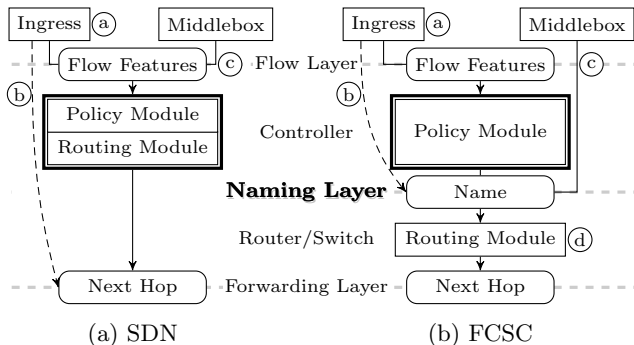 Ingress
a
Middlebox
Flow Features
c
b
Policy Module
Routing Module
Next Hop
(a) SDN
Flow Layer
Controller
Naming Layer
Router/Switch
Forwarding Layer
Ingress
a
Middlebox
Flow Features
c
b
Policy Module
Name
Routing Module
d
Next Hop
(b) FCSC